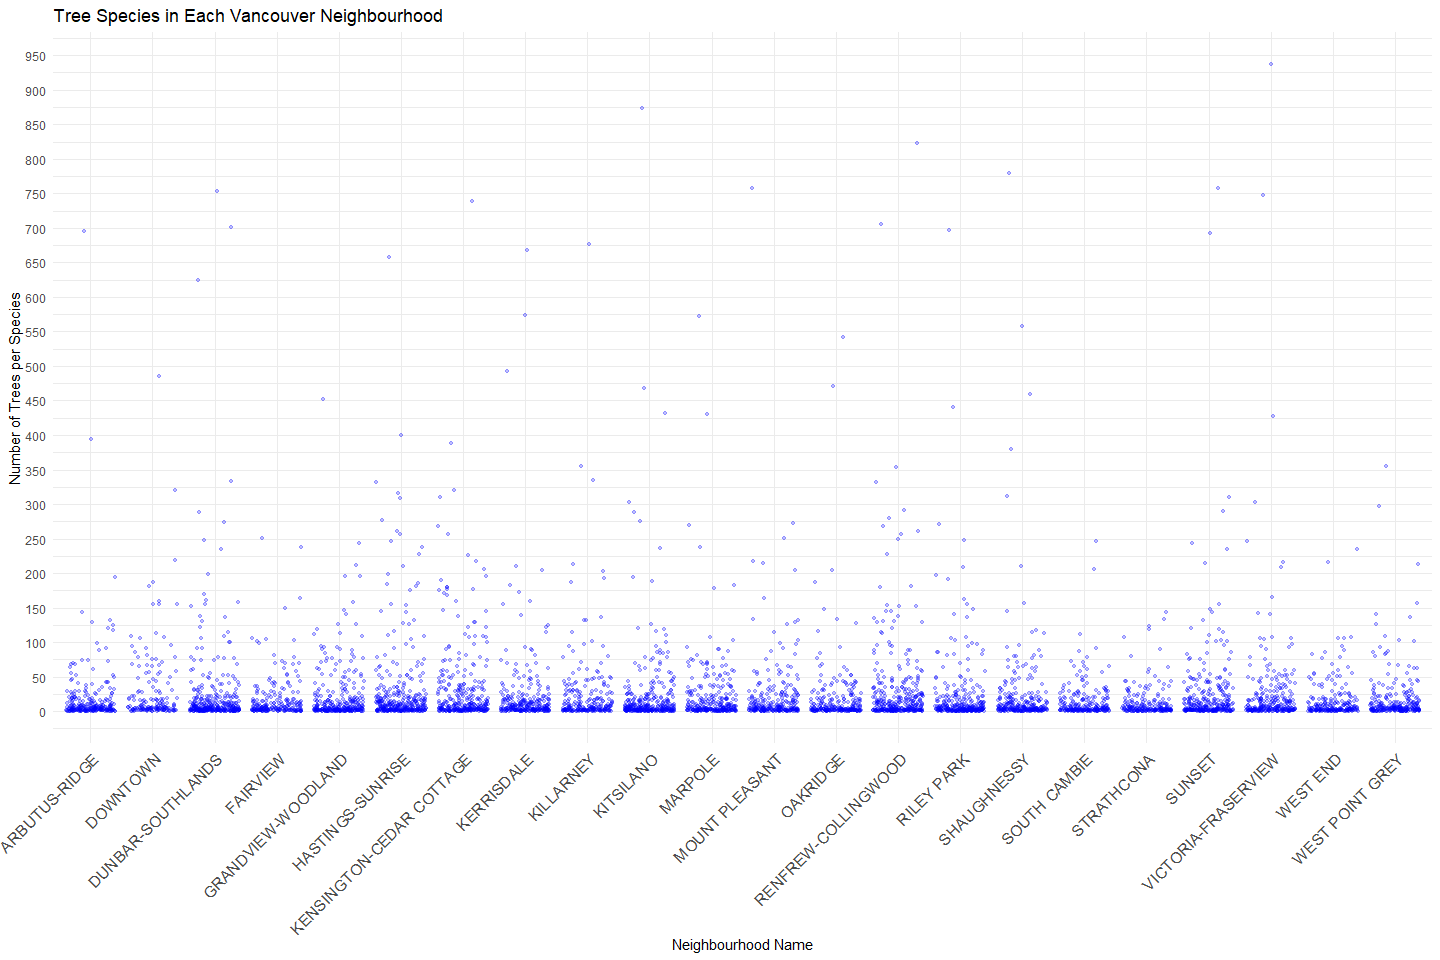 Tree Species in Each Vancouver Neighbourhood
Number of Trees per Species
950
900
850
800
750
700
650
600
550
500
450
400
350
300
250
200
150
100
50
0
ARBUTUS-RIDGE
DOWNTOWN
DUNBAR-SOUTHLANDS
FAIRVIEW
GRANDVIEW-WOODLAND
HASTINGS-SUNRISE
KENSINGTON-CEDAR COTTAGE
KERRISDALE
KILLARNEY
KITSILANO
MARPOLE
MOUNT PLEASANT
OAKRIDGE
RENFREW-COLLINGWOOD
RILEY PARK
SHAUGHNESSY
SOUTH CAMBIE
STRATHCONA
SUNSET
VICTORIA-FRASERVIEW
WEST END
WEST POINT GREY
Neighbourhood Name